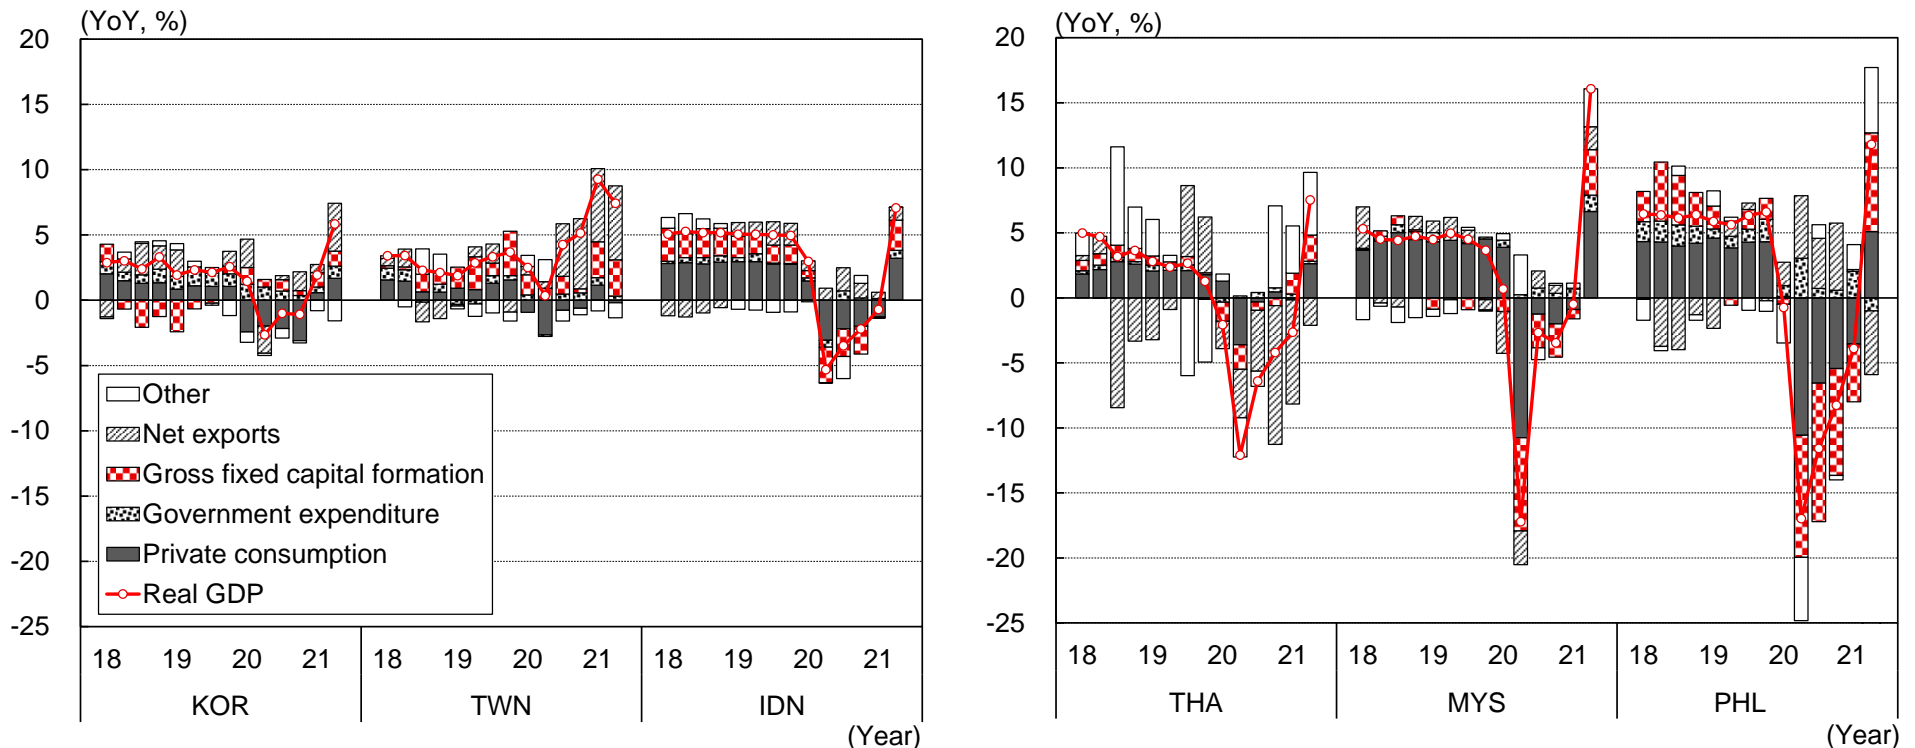 (YoY, %)
20
15
10
5
0
-5
-10
-15
-20
-25
Other
Net exports
Gross fixed capital formation
Government expenditure
Private consumption
Real GDP
18 19 20 21 18 19 20 21 18 19 20 21
KOR TWN IDN
(Year)
(YoY, %)
20
15
10
5
0
-5
-10
-15
-20
-25
18 19 20 21 18 19 20 21 18 19 20 21
THA MYS PHL
(Year)